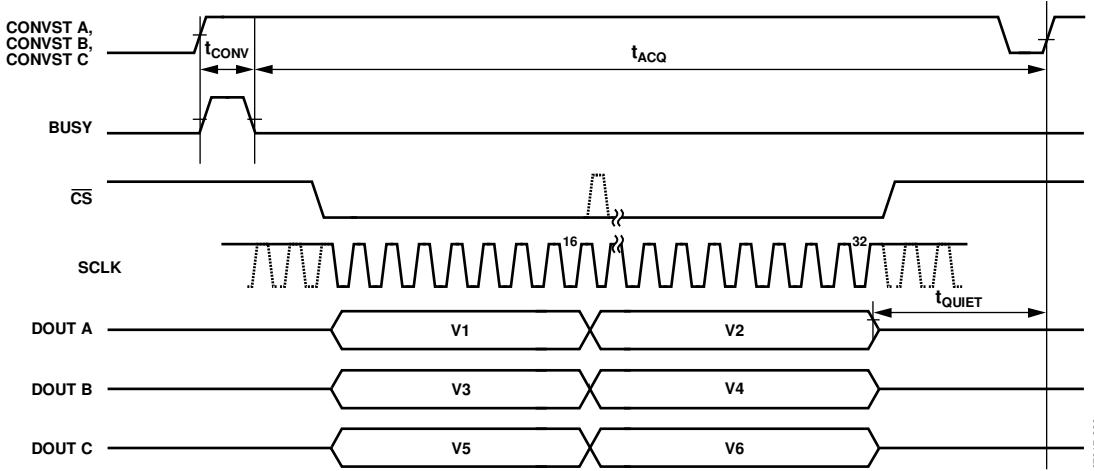 CONVST A,
CONVST B,
CONVST C
tCONV
tACQ
BUSY
CS
SCLK
16
32
tQUIET
DOUT A
V1
V2
DOUT B
V3
V4
DOUT C
V5
V6